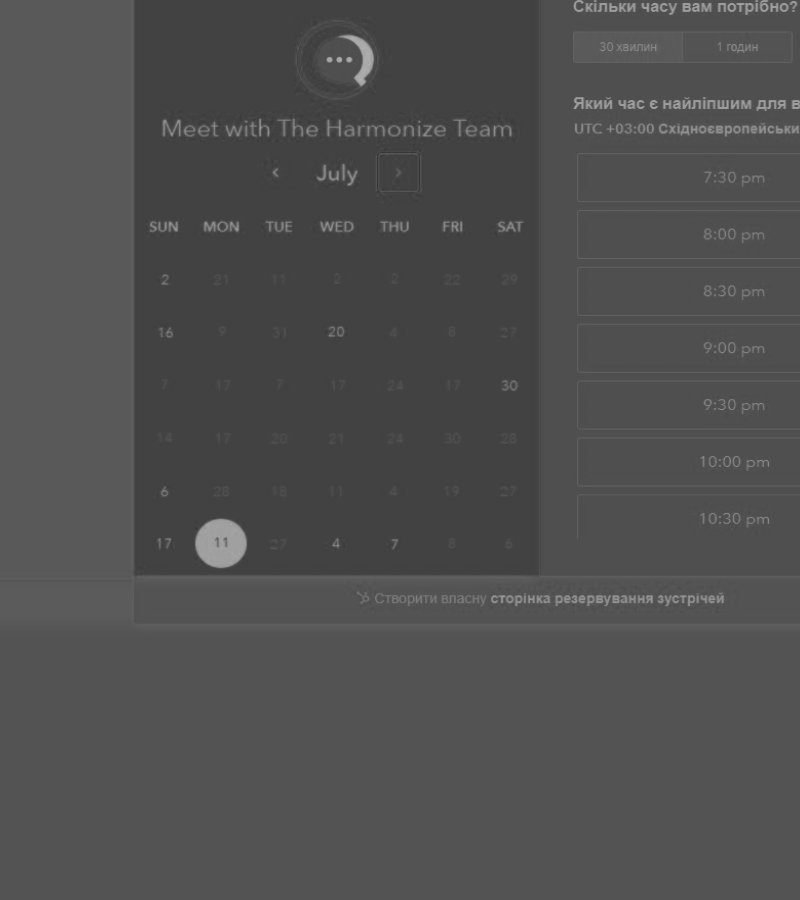 Скільки часу вам потрібно?
30 хвилин
1 годин
Meet with The Harmonize Team
Який час є найліпшим для
UTC +03:00
‹ July ›
SUN MON TUE WED THU FRI SAT
2 21 11 2 2 22 29
16 9 31 20 4 8 27
7 17 7 17 24 17 30
14 17 20 21 24 30 28
6 28 18 11 4 19 27
17 11 27 4 7 8 6
7:30 pm
8:00 pm
8:30 pm
9:00 pm
9:30 pm
10:00 pm
10:30 pm
Створити власну сторінка резервування зустрічей